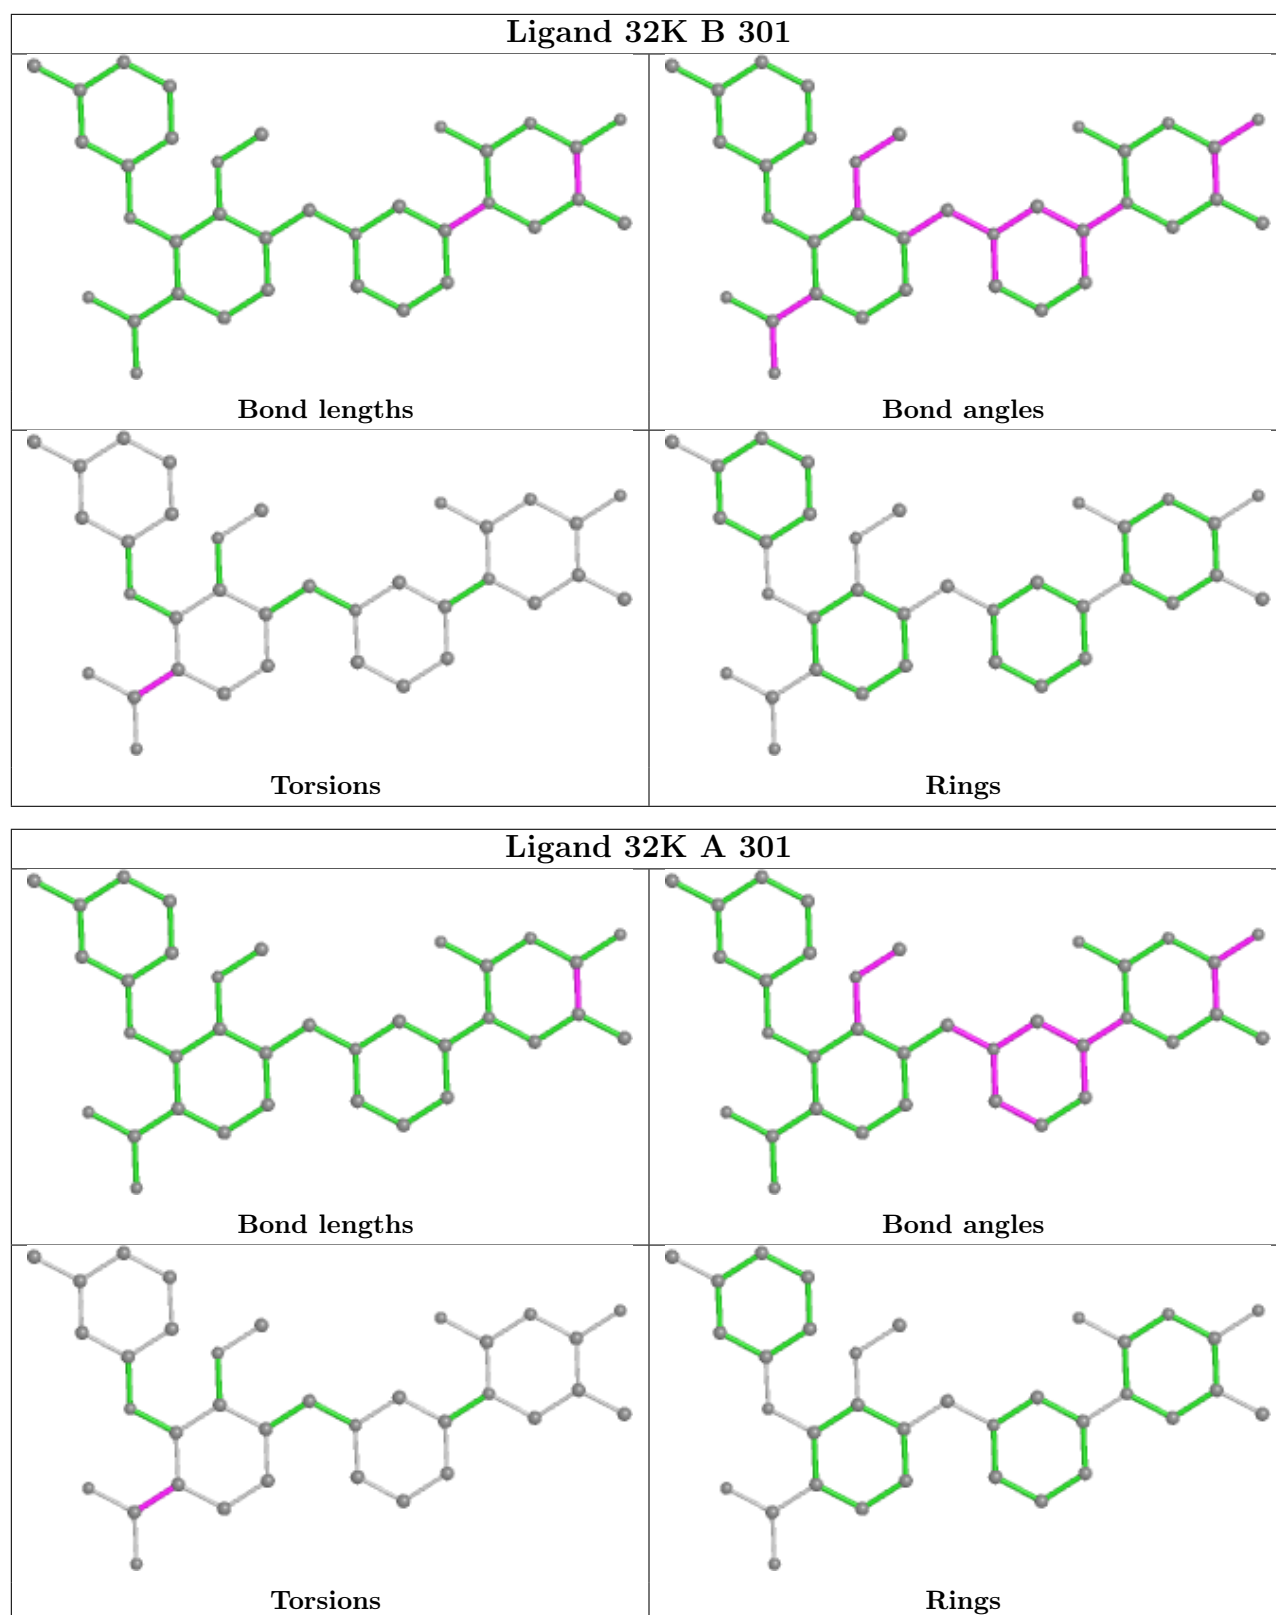 Ligand 32K B 301
Bond lengths
Bond angles
Torsions
Rings
Ligand 32K A 301
Bond lengths
Bond angles
Torsions
Rings